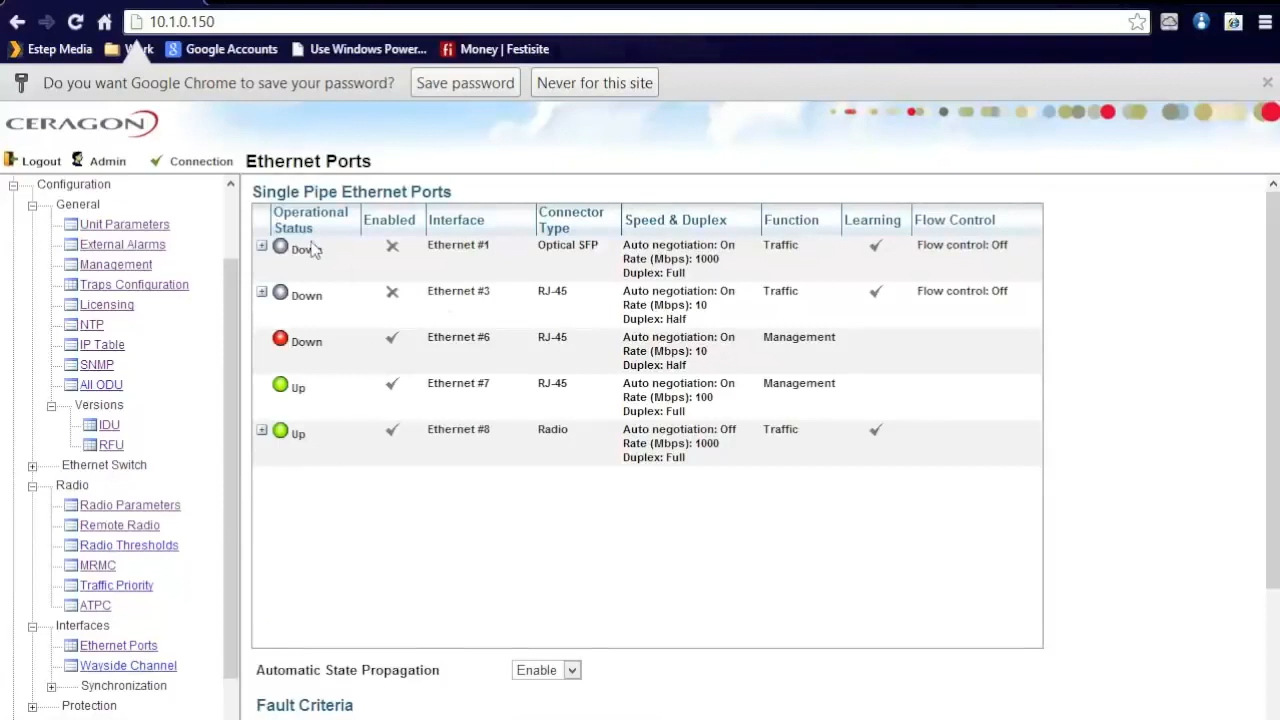 10.1.0.150
Estep Media Work Google Accounts Use Windows Power... Money | Festisite
Do you want Google Chrome to save your password? Save password Never for this site
CERAGON
Logout Admin Connection Ethernet Ports
Configuration
General
Unit Parameters
External Alarms
Management
Traps Configuration
Licensing
NTP
IP Table
SNMP
All ODU
Versions
IDU
RFU
Ethernet Switch
Radio
Radio Parameters
Remote Radio
Radio Thresholds
MRMC
Traffic Priority
ATPC
Interfaces
Ethernet Ports
Wayside Channel
Synchronization
Protection
Single Pipe Ethernet Ports
Operational Status Enabled Interface Connector Type Speed & Duplex Function Learning Flow Control
Down Ethernet #1 Optical SFP Auto negotiation: On Traffic Flow control: Off
Rate (Mbps): 1000
Duplex: Full
Down Ethernet #3 RJ-45 Auto negotiation: On Traffic Flow control: Off
Rate (Mbps): 10
Duplex: Half
Down Ethernet #6 RJ-45 Auto negotiation: On Management
Rate (Mbps): 10
Duplex: Half
Up Ethernet #7 RJ-45 Auto negotiation: On Management
Rate (Mbps): 100
Duplex: Full
Up Ethernet #8 Radio Auto negotiation: Off Traffic
Rate (Mbps): 1000
Duplex: Full
Automatic State Propagation Enable
Fault Criteria